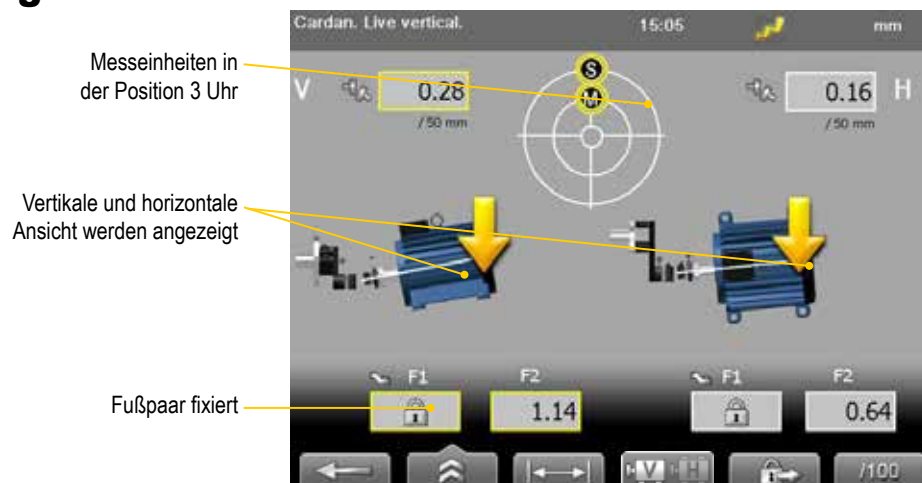 Cardan. Live vertical.
15:05
mm
Messeinheiten in
der Position 3 Uhr
V
0.28
/ 50 mm
S
M
0.16
H
/ 50 mm
Vertikale und horizontale
Ansicht werden angezeigt
F1
F2
F1
F2
Fußpaar fixiert
1.14
0.64
V
H
/100